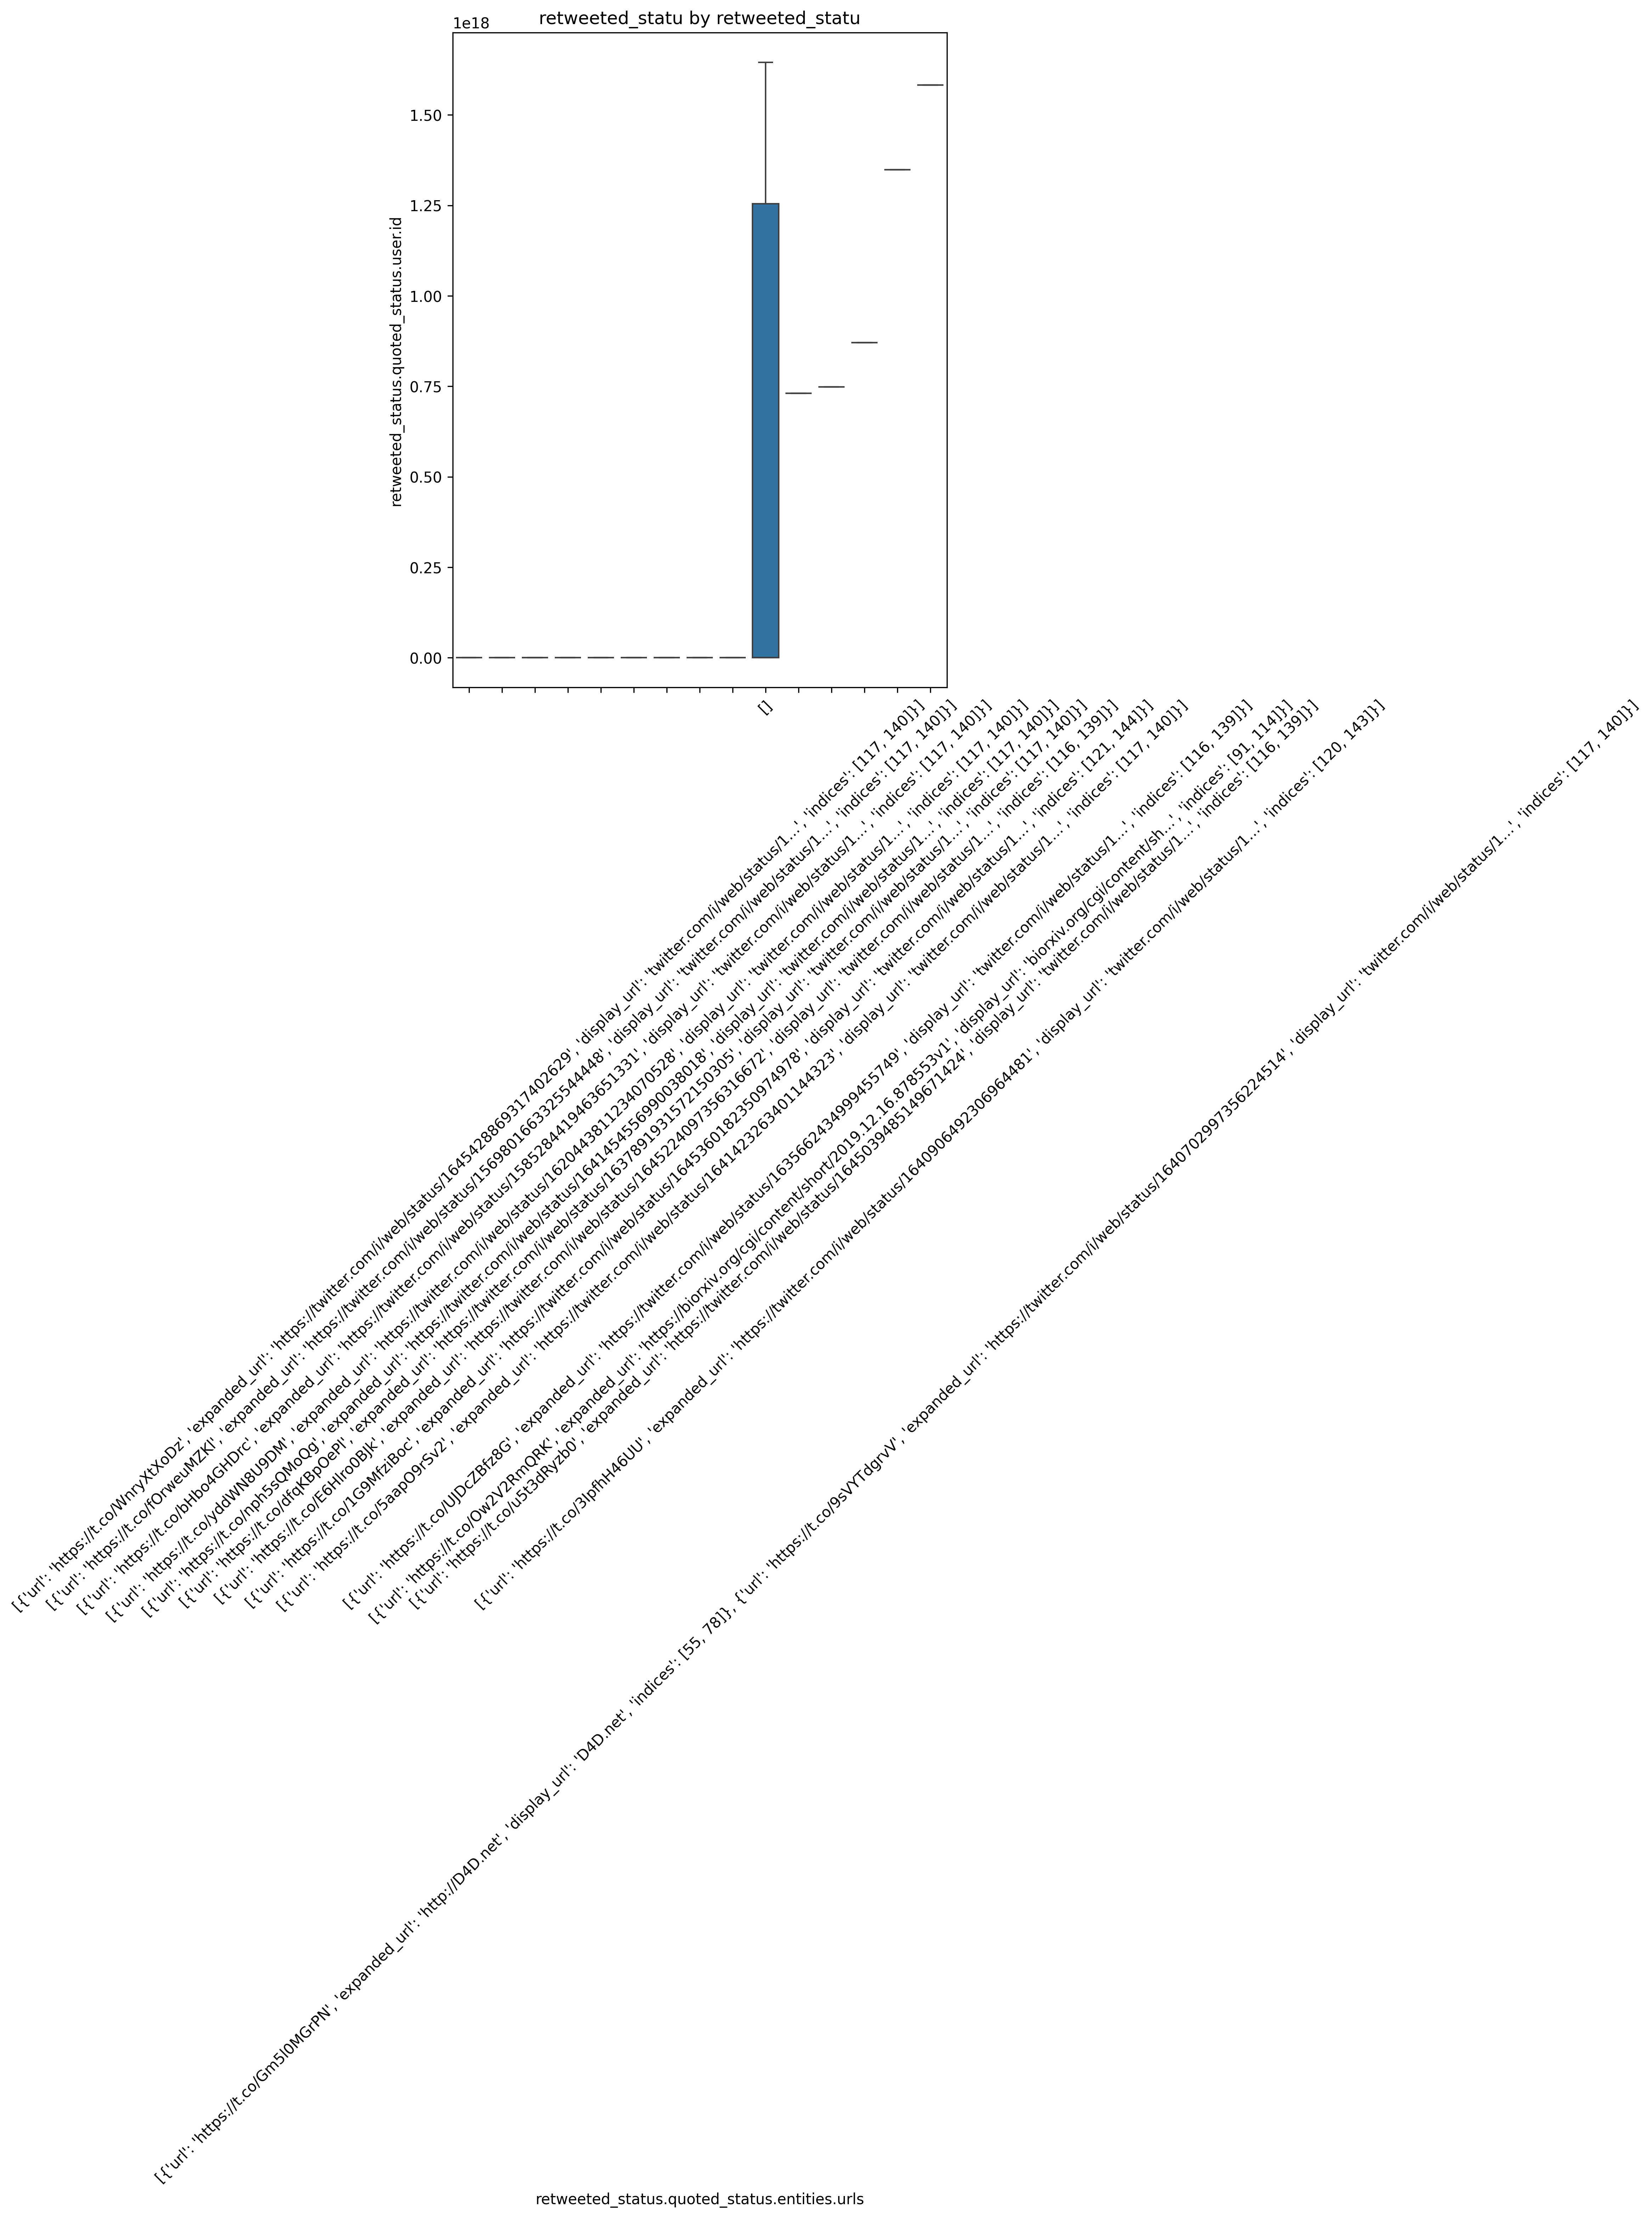 retweeted_statu by retweeted_statu
1e18
1.50
1.25
1.00
0.75
0.50
0.25
0.00
retweeted_status.quoted_status.user.id
[{'url': 'https://t.co/WnryXtXoDz', 'expanded_url': 'https://twitter.com/i/web/status/1645428869317402629', 'display_url': 'twitter.com/i/web/status/1…', 'indices': [117, 140]}]
[{'url': 'https://t.co/fOrweuMZKl', 'expanded_url': 'https://twitter.com/i/web/status/1569801663325544448', 'display_url': 'twitter.com/i/web/status/1…', 'indices': [117, 140]}]
[{'url': 'https://t.co/bHbo4GHDrc', 'expanded_url': 'https://twitter.com/i/web/status/1585284419463651331', 'display_url': 'twitter.com/i/web/status/1…', 'indices': [117, 140]}]
[{'url': 'https://t.co/yddWN8U9DM', 'expanded_url': 'https://twitter.com/i/web/status/1620443811234070528', 'display_url': 'twitter.com/i/web/status/1…', 'indices': [117, 140]}]
[{'url': 'https://t.co/nph5sQMoQg', 'expanded_url': 'https://twitter.com/i/web/status/1641454556990038018', 'display_url': 'twitter.com/i/web/status/1…', 'indices': [117, 140]}]
[{'url': 'https://t.co/dfqKBpOePl', 'expanded_url': 'https://twitter.com/i/web/status/1637891931572150305', 'display_url': 'twitter.com/i/web/status/1…', 'indices': [117, 140]}]
[{'url': 'https://t.co/E6Hlro0BJk', 'expanded_url': 'https://twitter.com/i/web/status/1645224097356316672', 'display_url': 'twitter.com/i/web/status/1…', 'indices': [116, 139]}]
[{'url': 'https://t.co/1G9MfziBoc', 'expanded_url': 'https://twitter.com/i/web/status/1645360182350974978', 'display_url': 'twitter.com/i/web/status/1…', 'indices': [121, 144]}]
[{'url': 'https://t.co/5aapO9rSv2', 'expanded_url': 'https://twitter.com/i/web/status/1641423263401144323', 'display_url': 'twitter.com/i/web/status/1…', 'indices': [117, 140]}]
[]
[{'url': 'https://t.co/UJDcZBfz8G', 'expanded_url': 'https://twitter.com/i/web/status/1635662434999455749', 'display_url': 'twitter.com/i/web/status/1…', 'indices': [116, 139]}]
[{'url': 'https://t.co/Ow2V2RmQRK', 'expanded_url': 'https://biorxiv.org/cgi/content/short/2019.12.16.878553v1', 'display_url': 'biorxiv.org/cgi/content/sh…', 'indices': [91, 114]}]
[{'url': 'https://t.co/u5t3dRyzb0', 'expanded_url': 'https://twitter.com/i/web/status/1645039485149671424', 'display_url': 'twitter.com/i/web/status/1…', 'indices': [116, 139]}]
[{'url': 'https://t.co/3IpfhH46UU', 'expanded_url': 'https://twitter.com/i/web/status/1640900649230696448​1', 'display_url': 'twitter.com/i/web/status/1…', 'indices': [120, 143]}]
[{'url': 'https://t.co/Gm5l0MGrPN', 'expanded_url': 'http://D4D.net', 'display_url': 'D4D.net', 'indices': [55, 78]}, {'url': 'https://t.co/9sVYTdgrvV', 'expanded_url': 'https://twitter.com/i/web/status/1640702997356224514', 'display_url': 'twitter.com/i/web/status/1…', 'indices': [117, 140]}]
retweeted_status.quoted_status.entities.urls